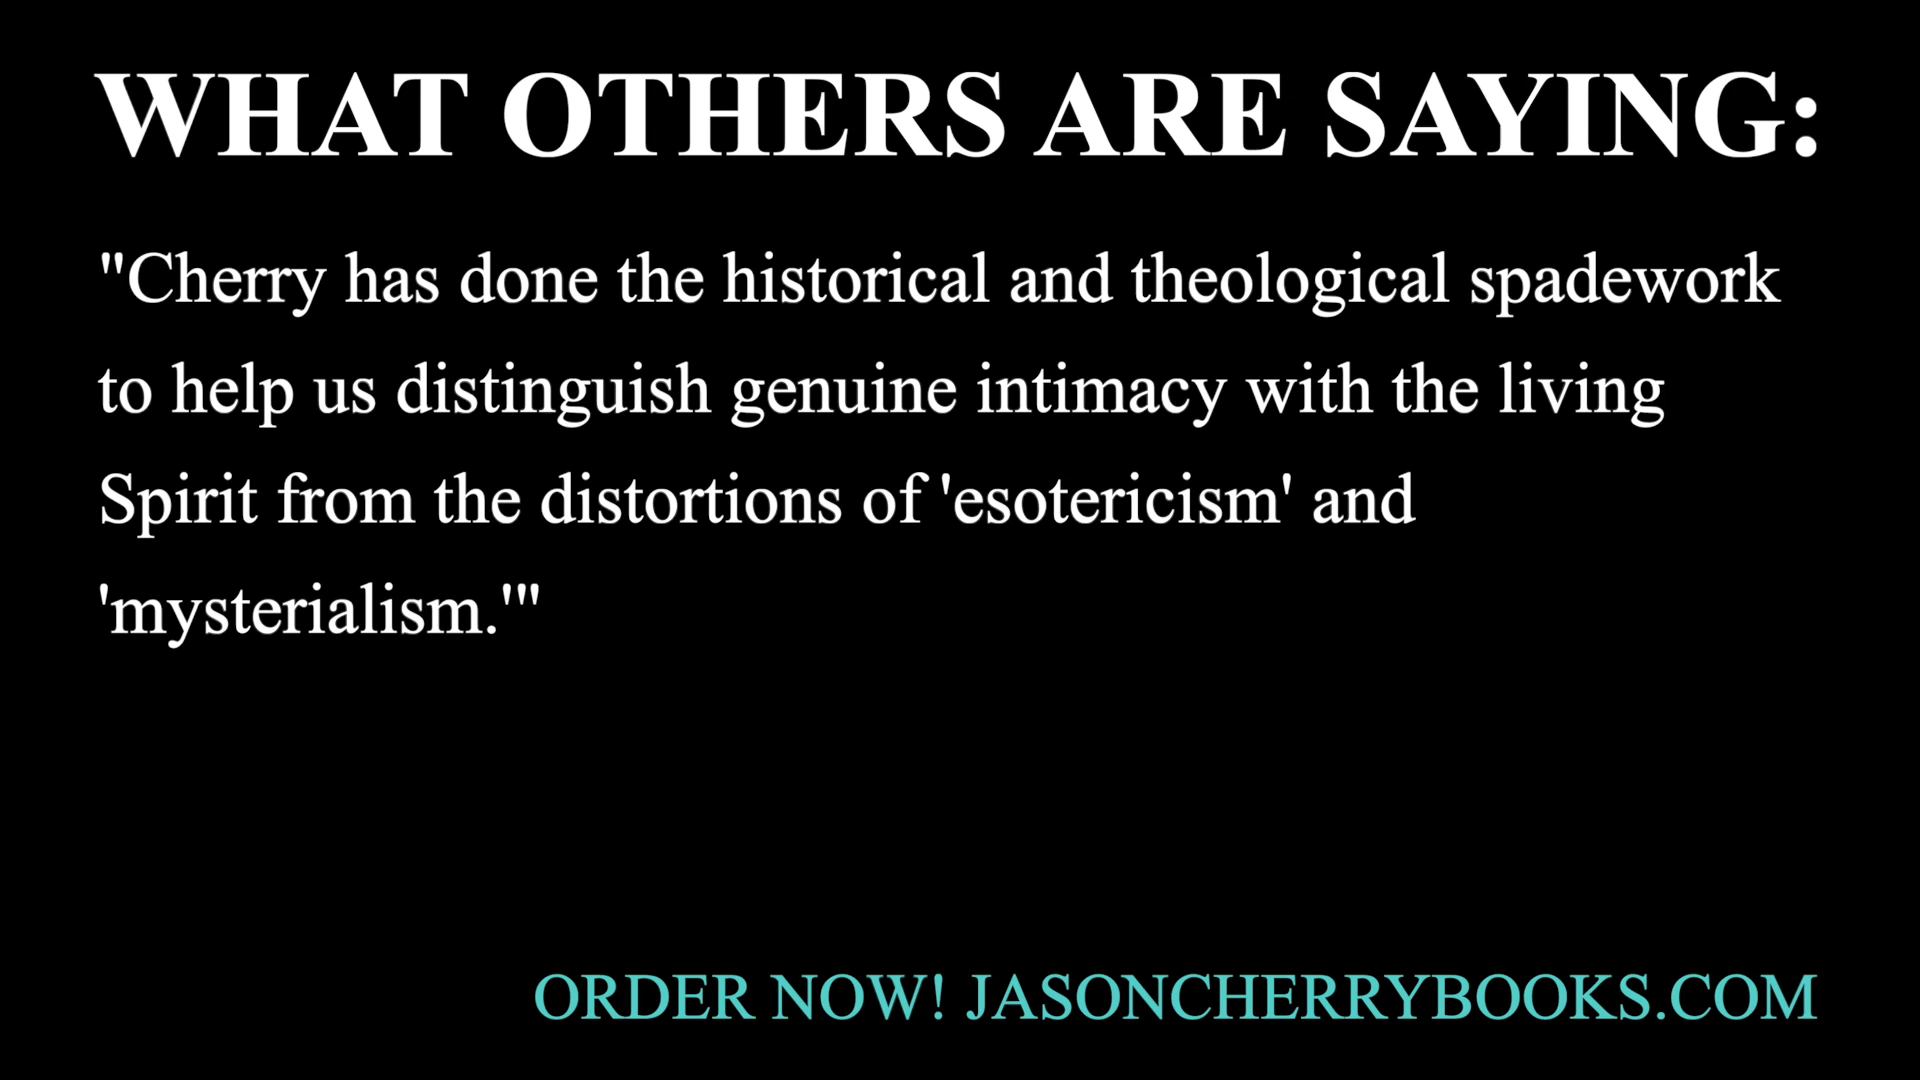 WHAT OTHERS ARE SAYING:
"Cherry has done the historical and theological spadework
to help us distinguish genuine intimacy with the living
Spirit from the distortions of 'esotericism' and
'mysterialism.'"
ORDER NOW! JASONCHERRYBOOKS.COM